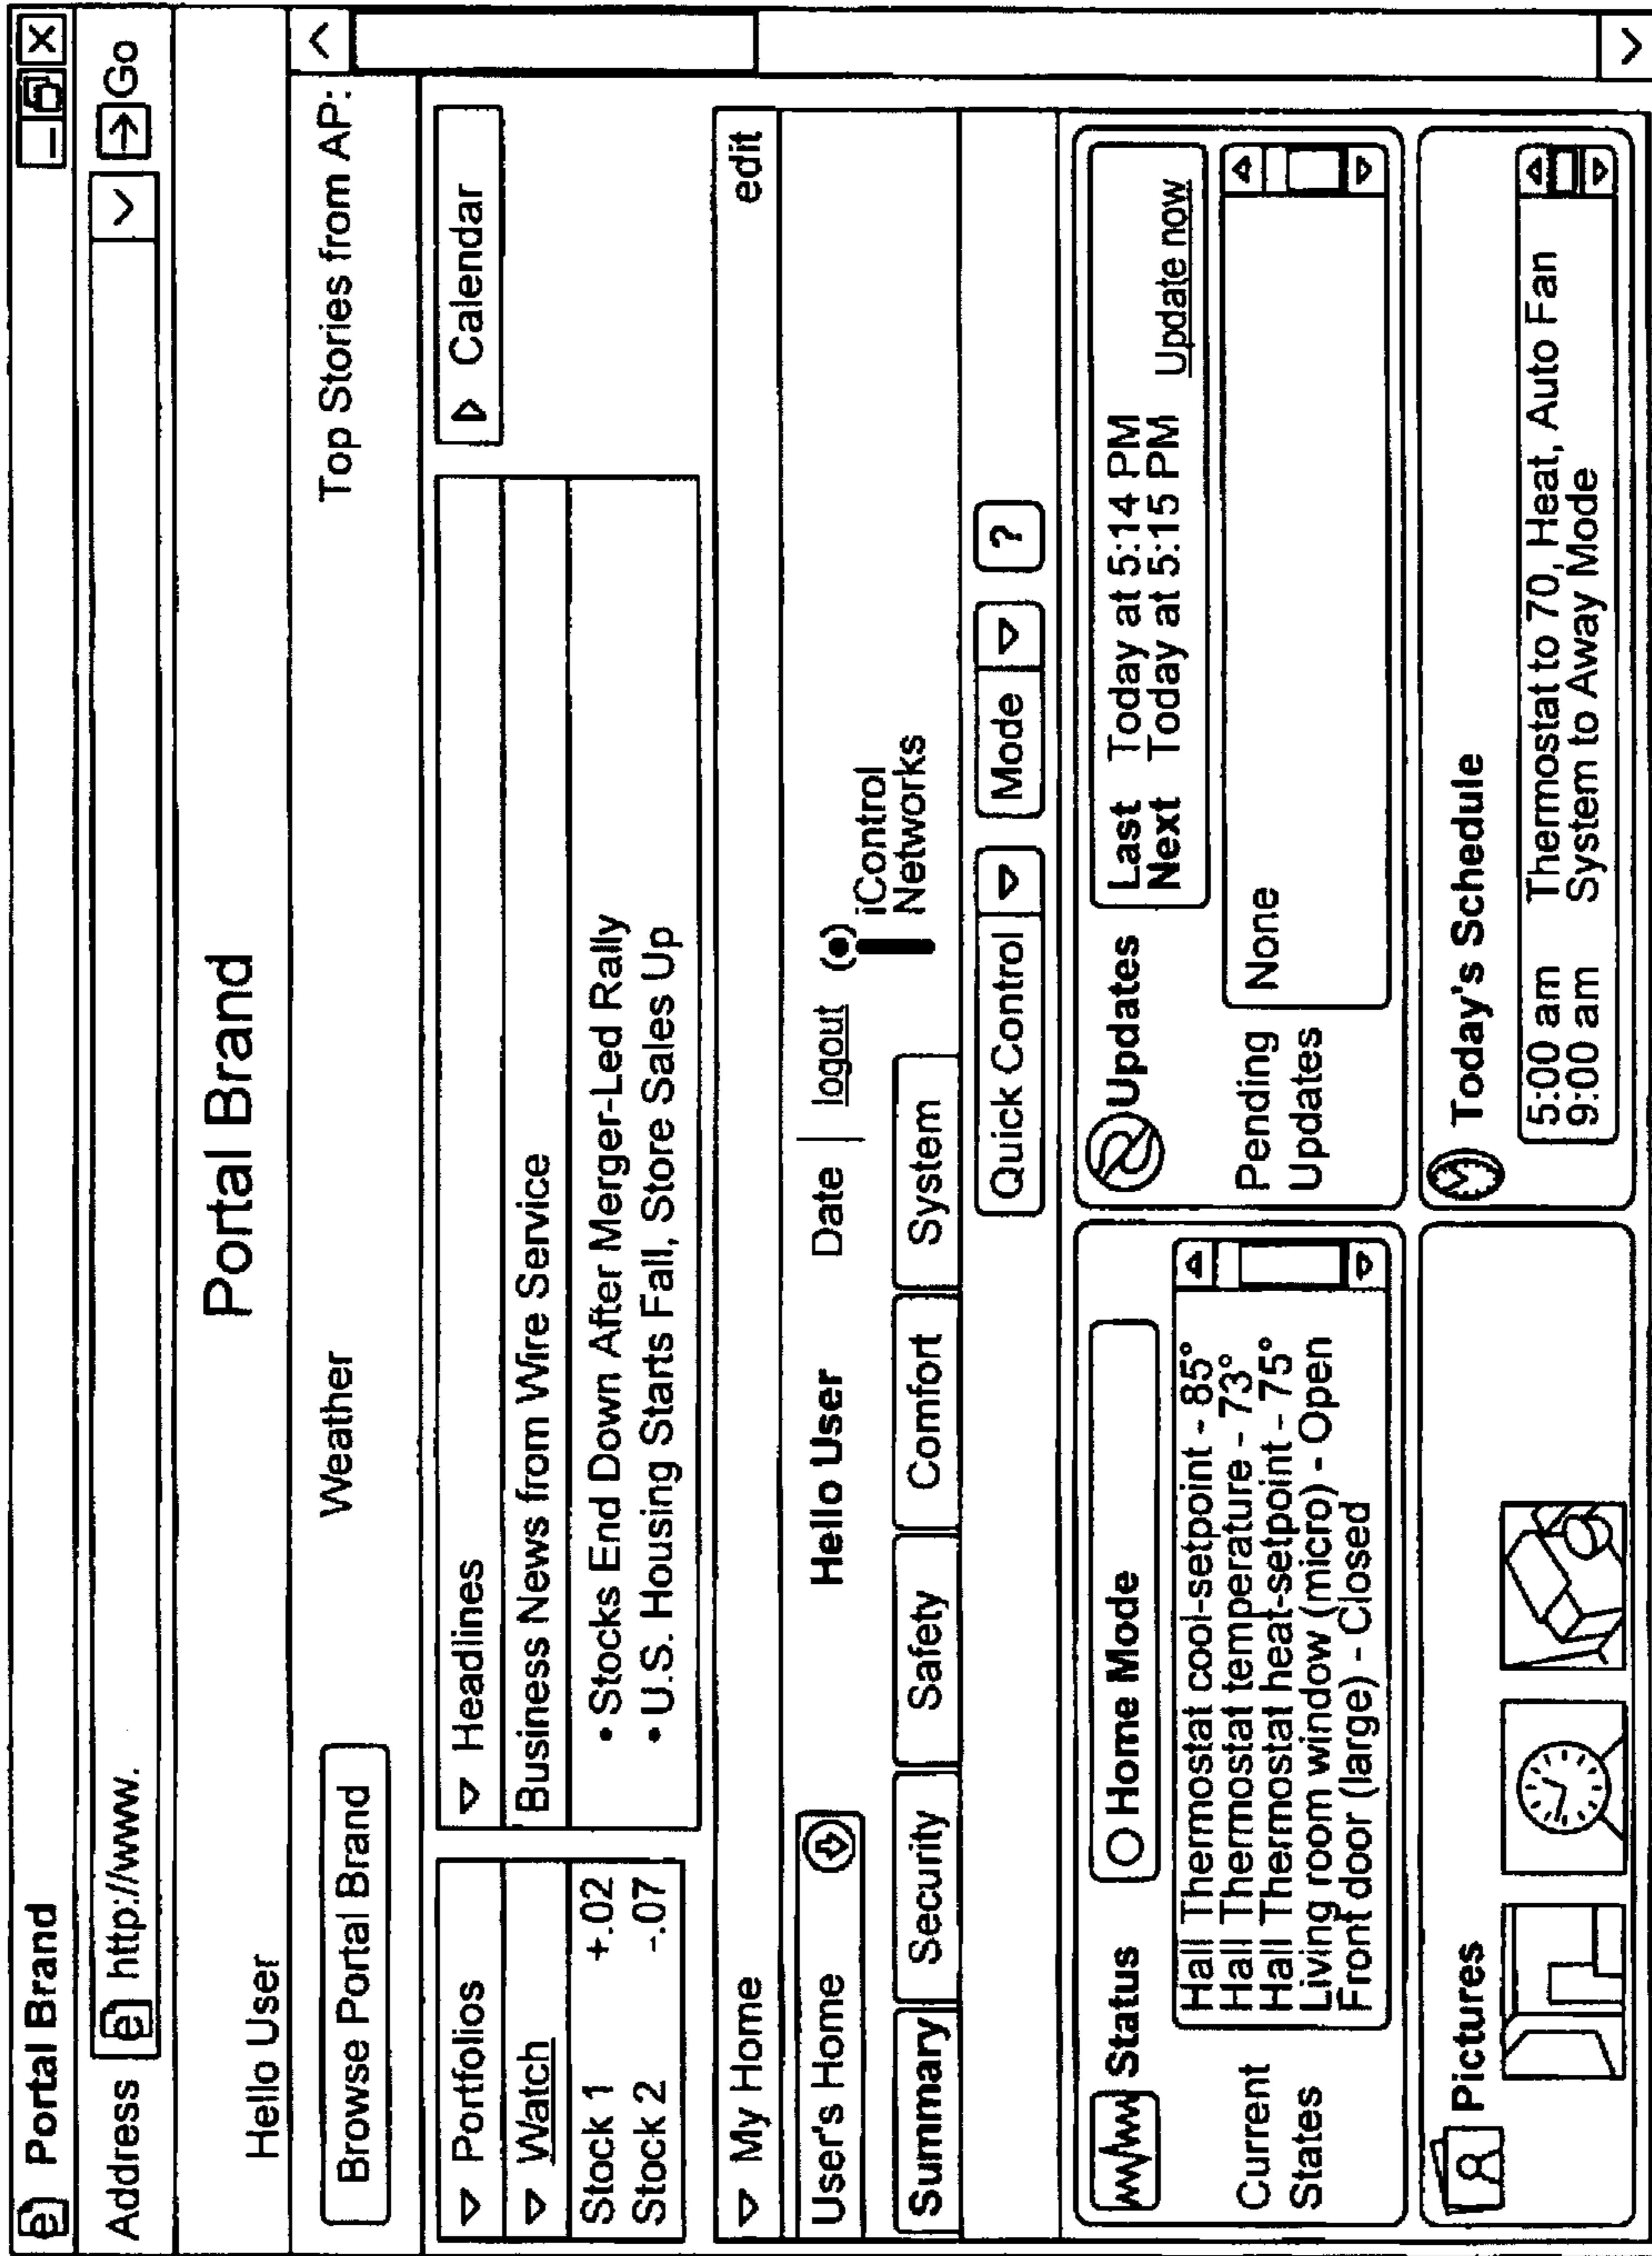 Portal Brand
Address http://www. Go
Portal Brand
Hello User
Browse Portal Brand Weather Top Stories from AP:
Portfolios
Watch
Stock 1 +.02
Stock 2 -.07
Headlines
Business News from Wire Service
• Stocks End Down After Merger-Led Rally
• U.S. Housing Starts Fall, Store Sales Up
Calendar
My Home edit
User's Home Hello User Date | logout iControl
Networks
Summary Security Safety Comfort System
Quick Control Mode ?
Status Home Mode
Current
States
Hall Thermostat cool-setpoint - 85°
Hall Thermostat temperature - 73°
Hall Thermostat heat-setpoint - 75°
Living room window (micro) - Open
Front door (large) - Closed
Updates
Last Today at 5:14 PM
Next Today at 5:15 PM Update now
Pending
Updates
None
Pictures
Today's Schedule
5:00 am Thermostat to 70, Heat, Auto Fan
9:00 am System to Away Mode